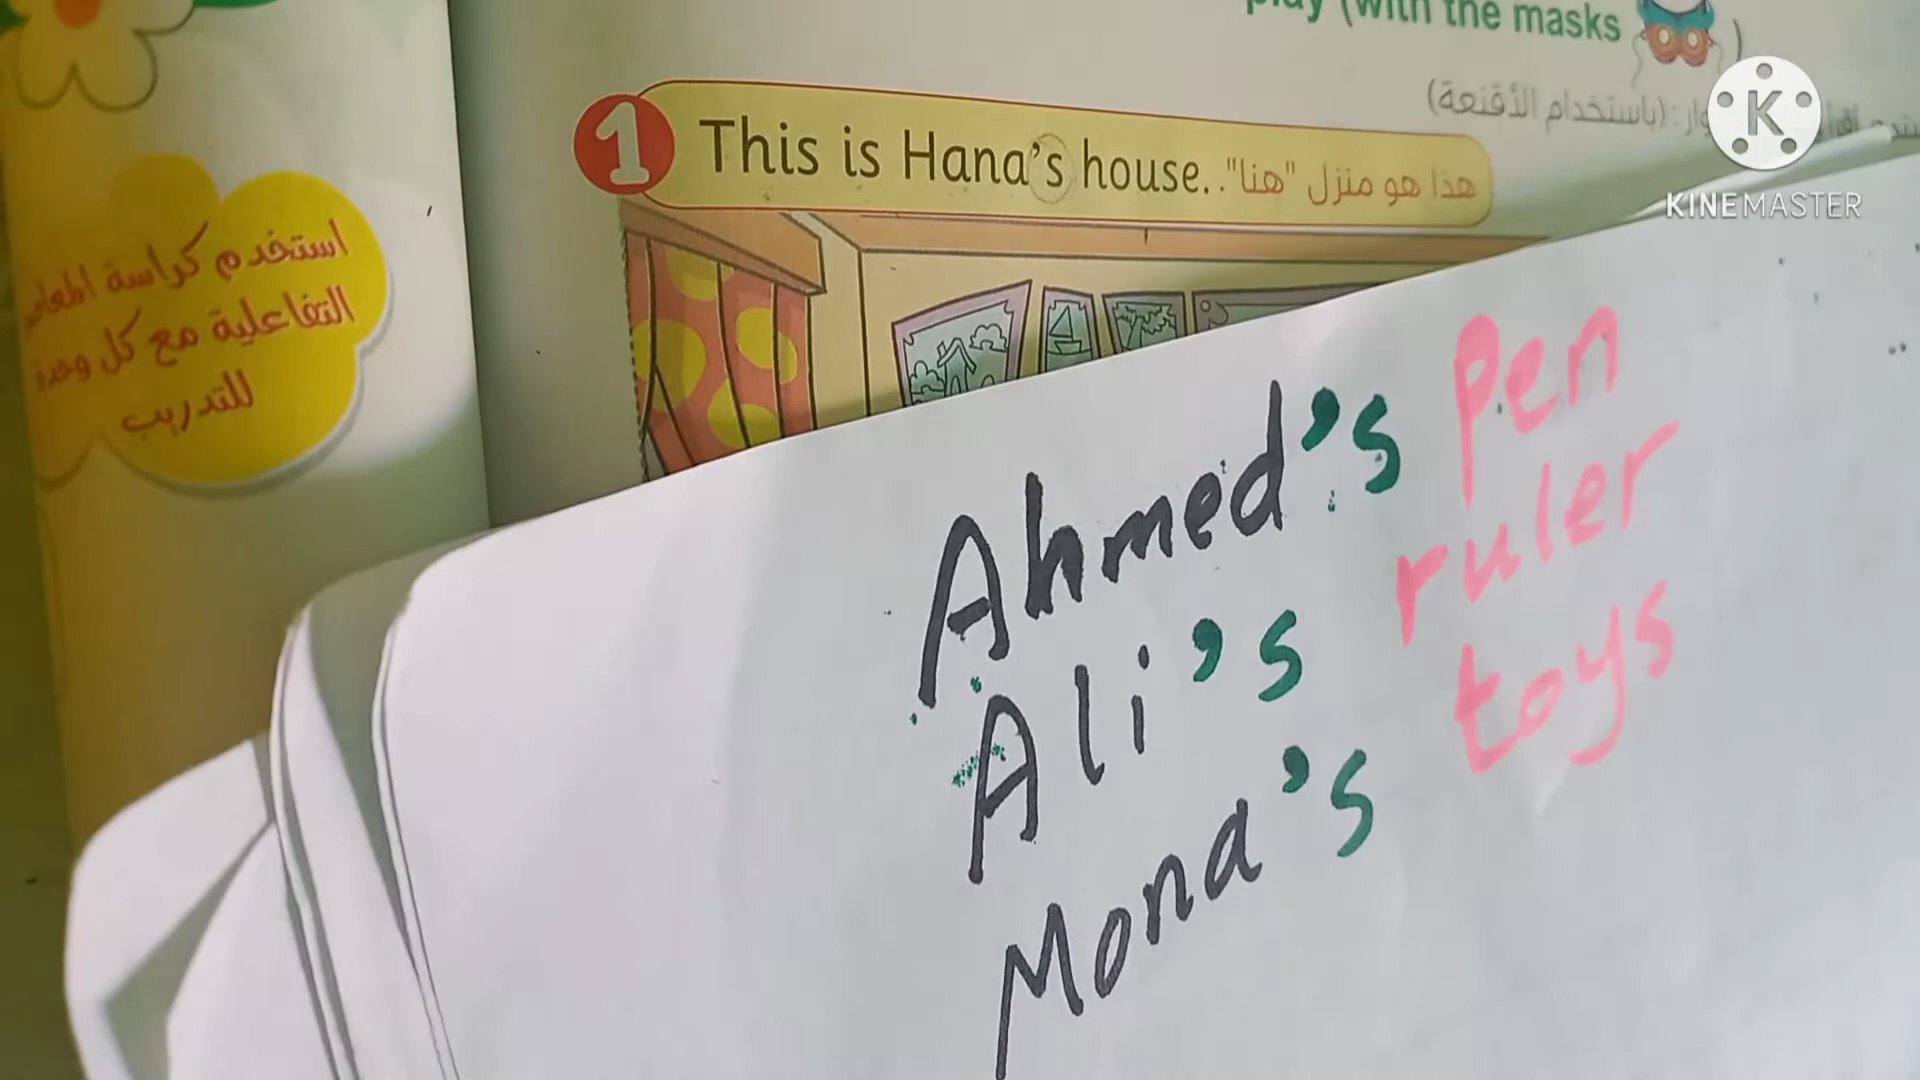 play (with the masks )
(باستخدام الأقنعة)
1 This is Hana's house. . هذا هو منزل "هنا"
استخدم كراسة
التفاعلية مع كل وحدة
للتدريب
Ahmed's pen
Ali's ruler
Mona's toys
K
KINEMASTER